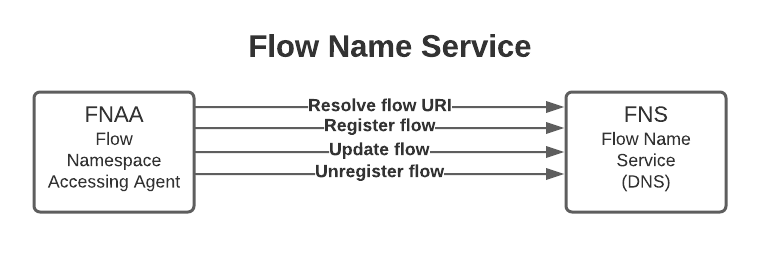 Flow Name Service
FNAA
Flow
Namespace
Accessing Agent
Resolve flow URI
Register flow
Update flow
Unregister flow
FNS
Flow Name
Service
(DNS)